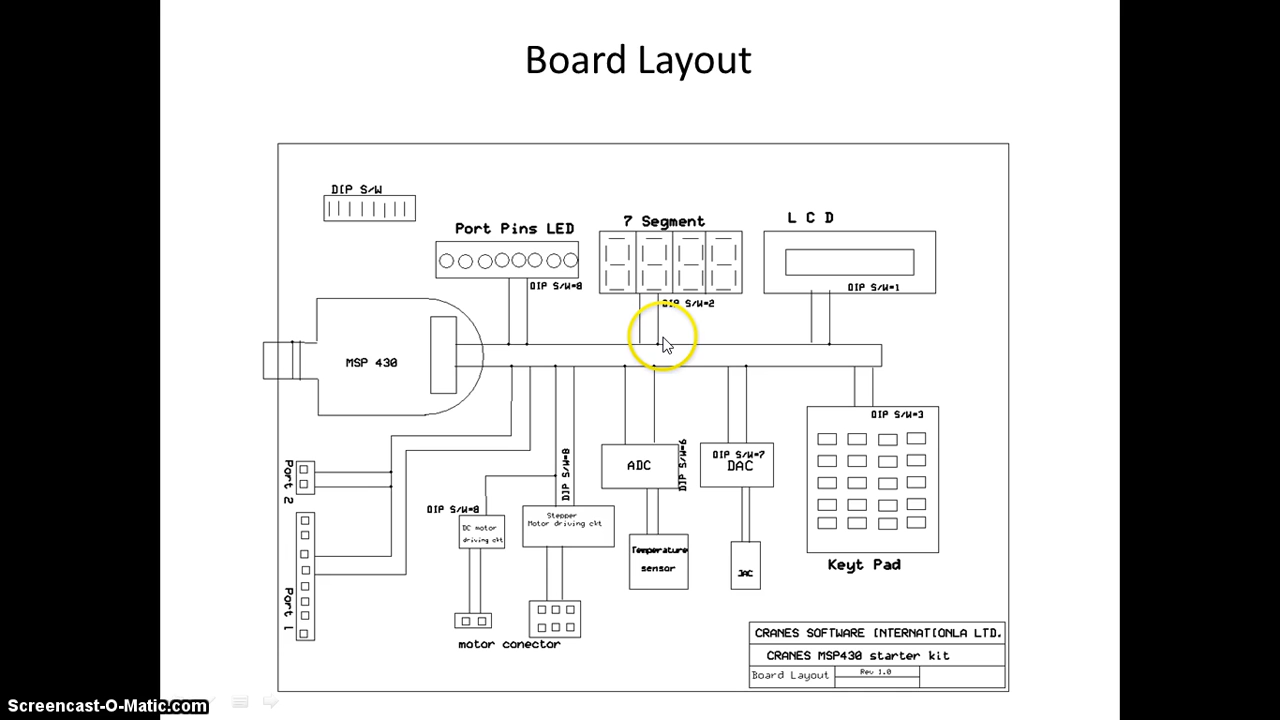 Board Layout
DIP S/W
Port Pins LED
7 Segment
L C D
DIP S/W=8
DIP S/W=2
DIP S/W=1
MSP 430
DIP S/W=3
Port 2
DIP S/W=8
ADC
DIP S/W=6
DIP S/W=7
DAC
DIP S/W=8
DC motor
driving ckt
Stepper
Motor driving ckt
Temperature
sensor
JAC
Keyt Pad
Port 1
motor conector
CRANES SOFTWARE INTERNATIONLA LTD.
CRANES MSP430 starter kit
Board Layout
Rev 1.0
Screencast-O-Matic.com